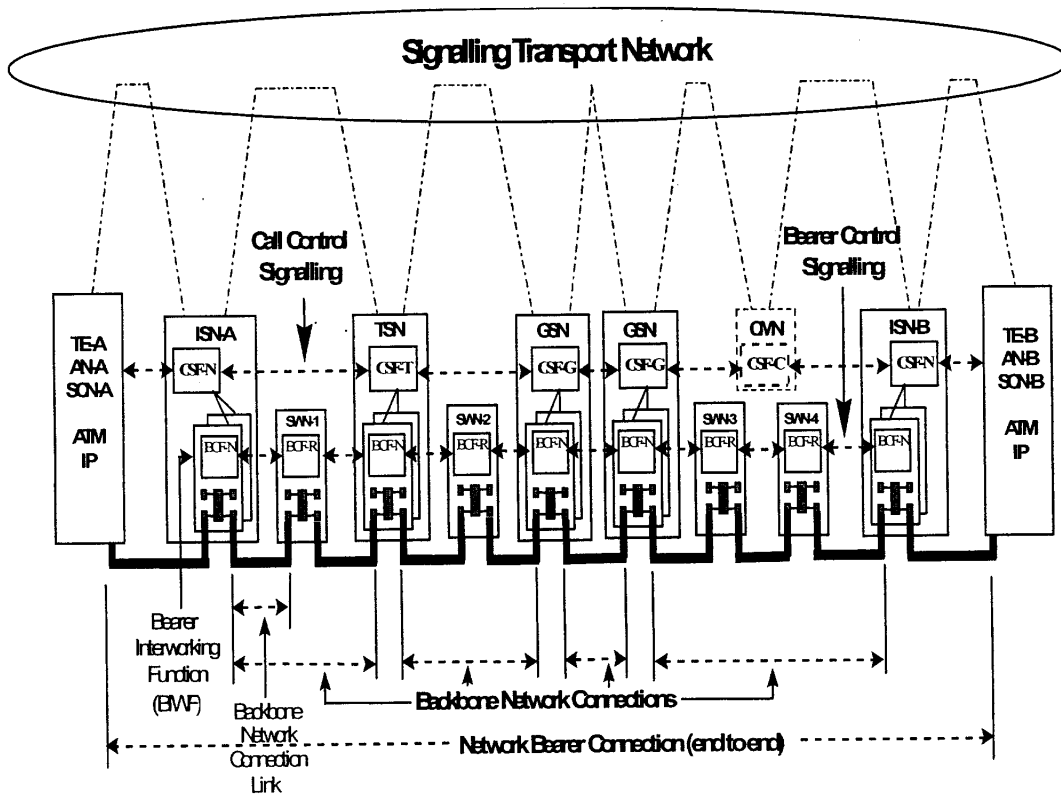 Signalling Transport Network
Call Control
Signalling
Bearer Control
Signalling
TE-A
AN-A
SCN-A
ATM
IP
ISN-A
TSN
GSN
GSN
CMN
ISN-B
TE-B
AN-B
SCN-B
ATM
IP
CSF-N
CSF-T
CSF-G
CSF-G
CSF-C
CSF-N
SWN-1
SWN-2
SWN-3
SWN-4
BCF-N
BCF-R
BCF-N
BCF-R
BCF-N
BCF-N
BCF-R
BCF-R
BCF-N
Bearer
Interworking
Function
(BIWF)
Backbone
Network
Connection
Link
Backbone Network Connections
Network Bearer Connection (end to end)